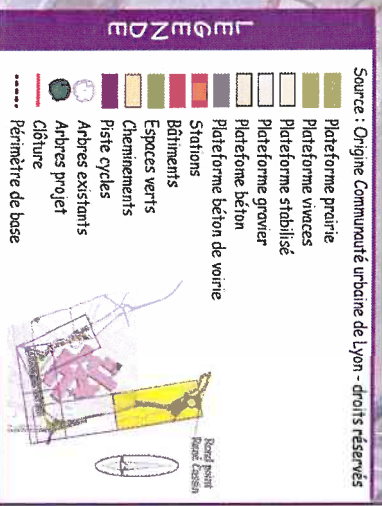 LEGENDE
Source : Origine Communauté urbaine de Lyon - droits réservés
Plateforme prairie
Plateforme vivaces
Plateforme stabilisé
Plateforme gravier
Platefome béton
Plateforme béton de voirie
Stations
Bâtiments
Espaces verts
Cheminements
Piste cycles
Arbres existants
Arbres projet
Clôture
Périmètre de base
Rond point
René Cassin